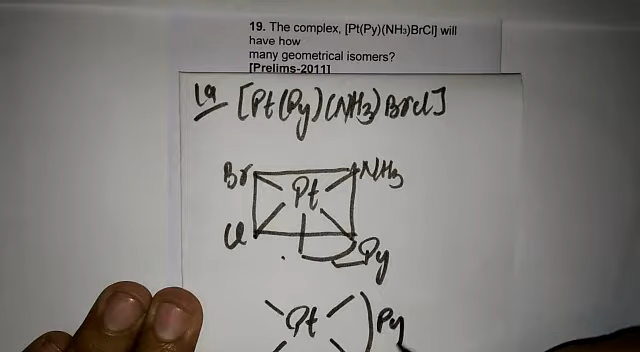 19. The complex, [Pt(Py)(NH₃)BrCl] will
have how
many geometrical isomers?
[Prelims-2011]
19 [Pt(Py)(NH₃)BrCl]
Br NH₃
Pt
Cl Py
Pt Py